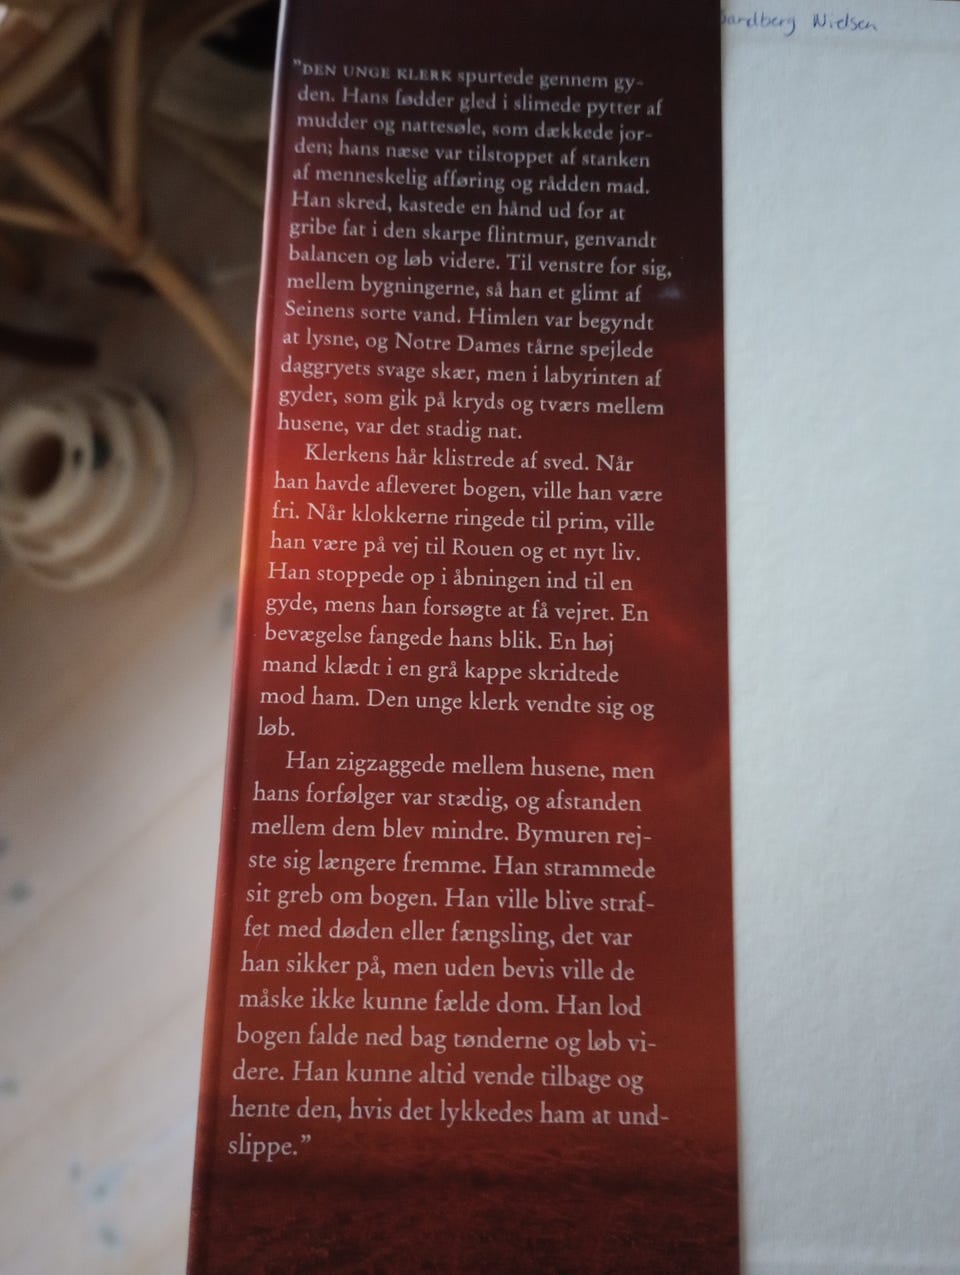 Nielsen
"DEN UNGE KLERK spurtede gennem gy-
den. Hans fødder gled i slimede pytter af
mudder og nattesøle, som dækkede jor-
den; hans næse var tilstoppet af stanken
af menneskelig afføring og rådden mad.
Han skred, kastede en hånd ud for at
gribe fat i den skarpe flintmur, genvandt
balancen og løb videre. Til venstre for sig,
mellem bygningerne, så han et glimt af
Seinens sorte vand. Himlen var begyndt
at lysne, og Notre Dames tårne spejlede
daggryets svage skær, men i labyrinten af
gyder, som gik på kryds og tværs mellem
husene, var det stadig nat.
Klerkens hår klistrede af sved. Når
han havde afleveret bogen, ville han være
fri. Når klokkerne ringede til prim, ville
han være på vej til Rouen og et nyt liv.
Han stoppede op i åbningen ind til en
gyde, mens han forsøgte at få vejret. En
bevægelse fangede hans blik. En høj
mand klædt i en grå kappe skridtede
mod ham. Den unge klerk vendte sig og
løb.
Han zigzaggede mellem husene, men
hans forfølger var stædig, og afstanden
mellem dem blev mindre. Bymuren rej-
ste sig længere fremme. Han strammede
sit greb om bogen. Han ville blive straf-
fet med døden eller fængsling, det var
han sikker på, men uden bevis ville de
måske ikke kunne fælde dom. Han lod
bogen falde ned bag tønderne og løb vi-
dere. Han kunne altid vende tilbage og
hente den, hvis det lykkedes ham at und-
slippe."